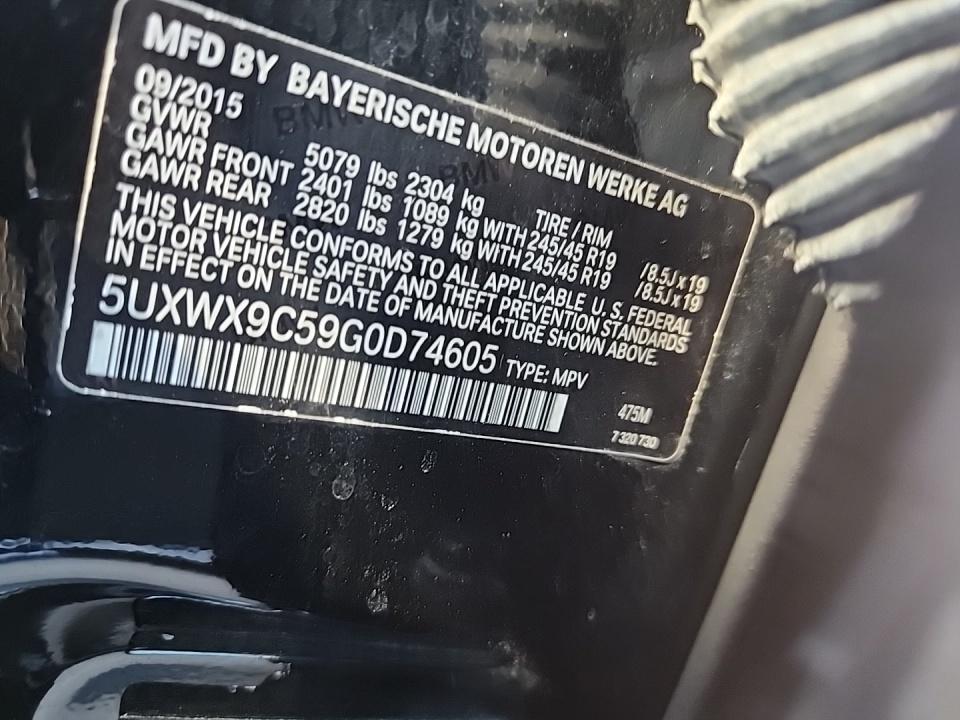 MFD BY BAYERISCHE MOTOREN WERKE AG
09/2015
GVWR 5079 lbs 2304 kg TIRE / RIM
GAWR FRONT 2401 lbs 1089 kg WITH 245/45 R19 /8.5J x 19
GAWR REAR 2820 lbs 1279 kg WITH 245/45 R19 /8.5J x 19
THIS VEHICLE CONFORMS TO ALL APPLICABLE U. S. FEDERAL
MOTOR VEHICLE SAFETY AND THEFT PREVENTION STANDARDS
IN EFFECT ON THE DATE OF MANUFACTURE SHOWN ABOVE.
5UXWX9C59G0D74605 TYPE: MPV
475M
7 320 730
BMW
BMW